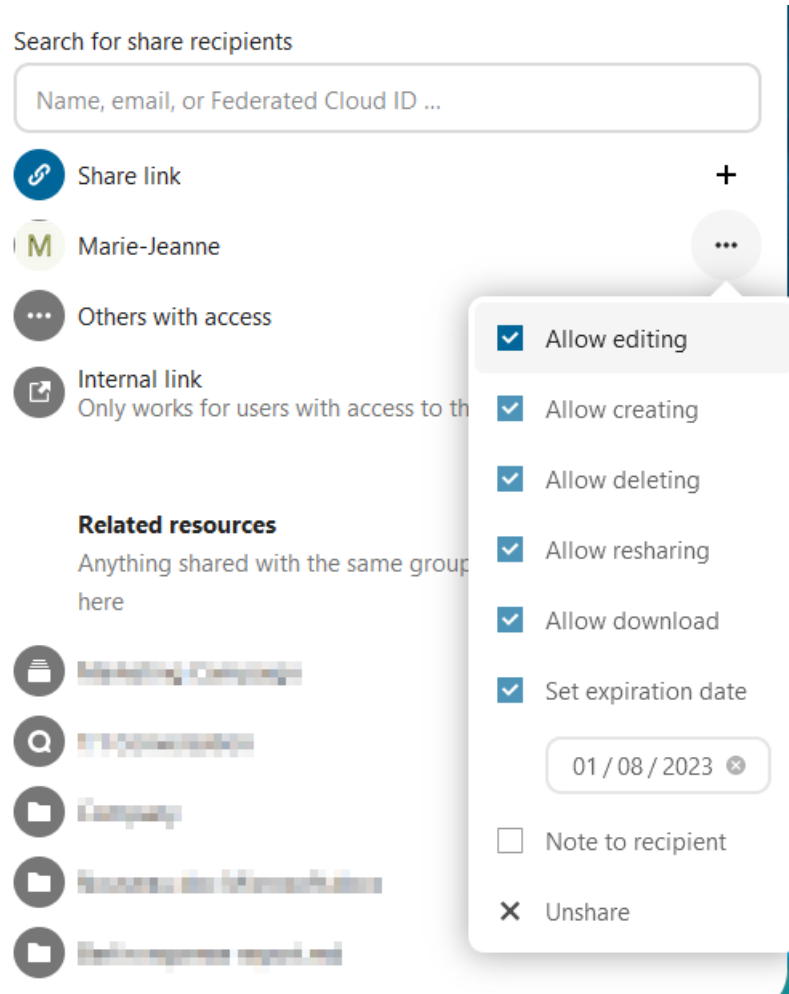 Search for share recipients
Name, email, or Federated Cloud ID ...
Share link
M Marie-Jeanne
Others with access
Internal link
Only works for users with access to th
Allow editing
Allow creating
Allow deleting
Allow resharing
Allow download
Set expiration date
01/08/2023
Note to recipient
Unshare
Related resources
Anything shared with the same group
here